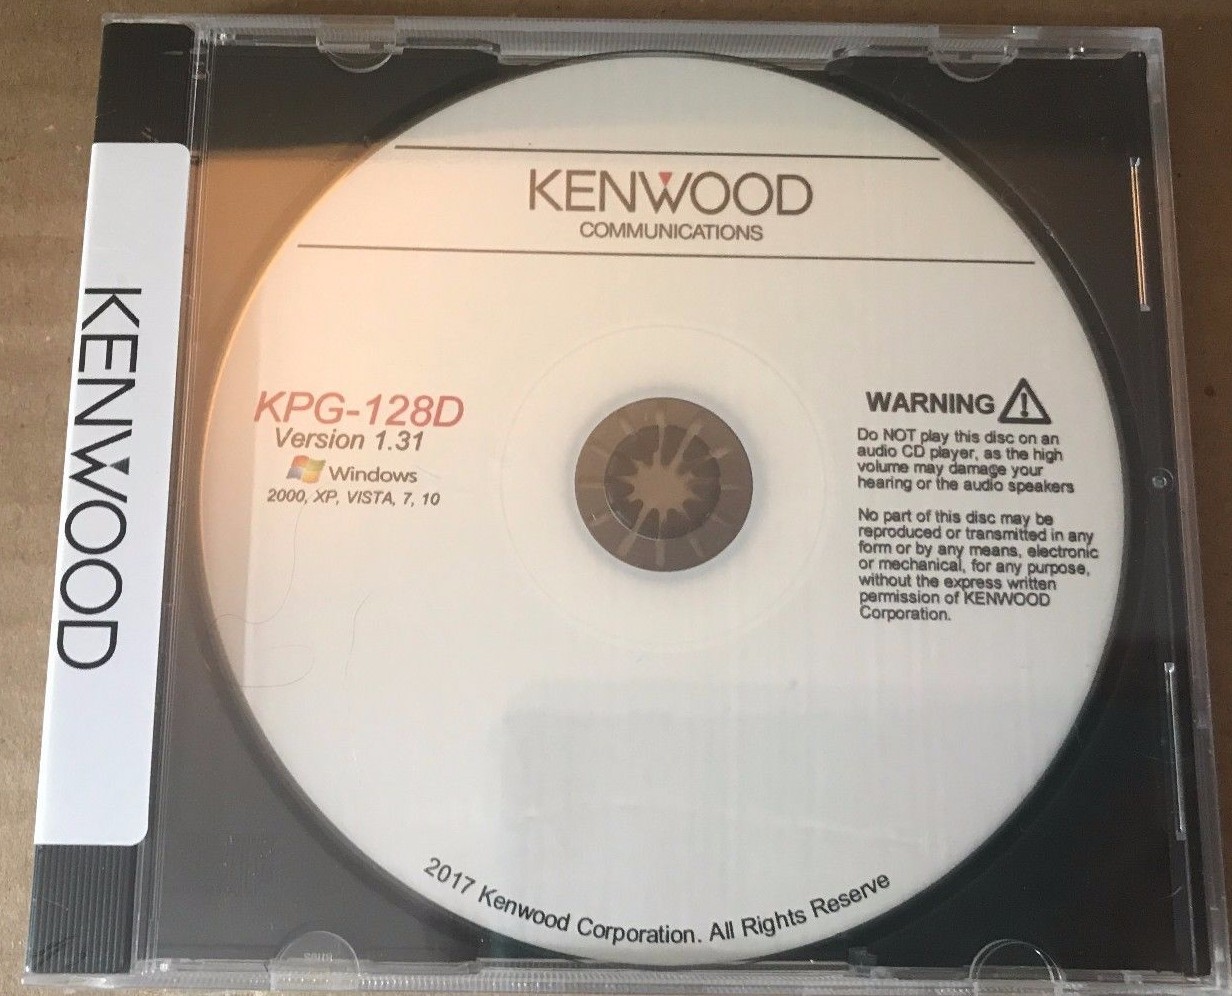 KENWOOD
KENWOOD
COMMUNICATIONS
KPG-128D
Version 1.31
Windows
2000, XP, VISTA, 7, 10
WARNING
Do NOT play this disc on an
audio CD player, as the high
volume may damage your
hearing or the audio speakers
No part of this disc may be
reproduced or transmitted in any
form or by any means, electronic
or mechanical, for any purpose,
without the express written
permission of KENWOOD
Corporation.
2017 Kenwood Corporation. All Rights Reserve